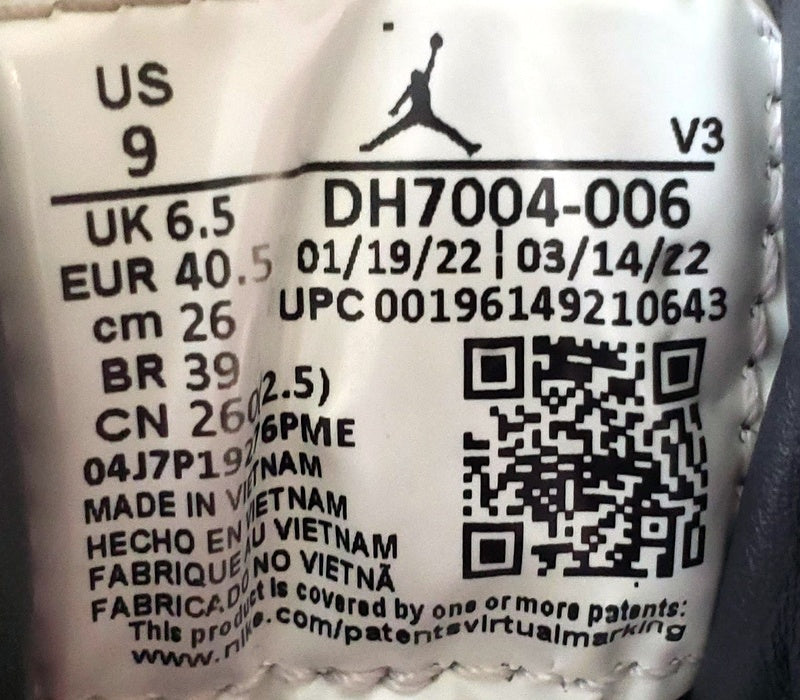 US
9
V3
UK 6.5
EUR 40.5
cm 26
BR 39
CN 260(2.5)
DH7004-006
01/19/22 | 03/14/22
UPC 00196149210643
04J7P19276PME
MADE IN VIETNAM
HECHO EN VIETNAM
FABRIQUE AU VIETNAM
FABRICADO NO VIETNÃ
This product is covered by one or more patents:
www.nike.com/patentsvirtualmarking